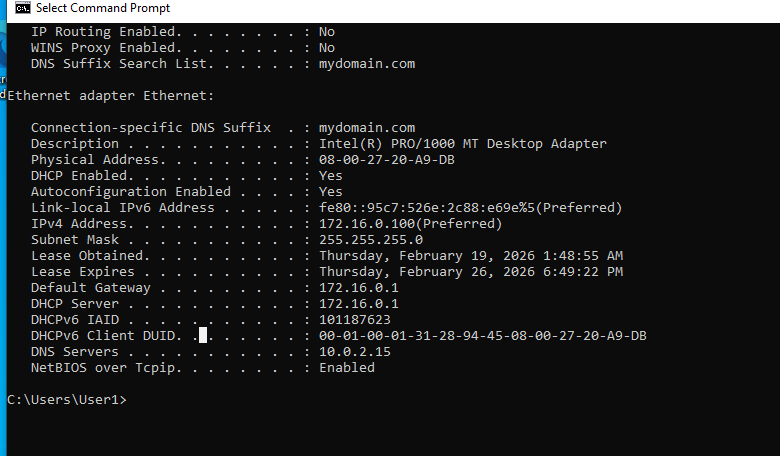 Select Command Prompt
IP Routing Enabled. . . . . . . . : No
WINS Proxy Enabled. . . . . . . . : No
DNS Suffix Search List. . . . . . : mydomain.com
Ethernet adapter Ethernet:
Connection-specific DNS Suffix  . : mydomain.com
Description . . . . . . . . . . . : Intel(R) PRO/1000 MT Desktop Adapter
Physical Address. . . . . . . . . : 08-00-27-20-A9-DB
DHCP Enabled. . . . . . . . . . . : Yes
Autoconfiguration Enabled . . . . : Yes
Link-local IPv6 Address . . . . . : fe80::95c7:526e:2c88:e69e%5(Preferred)
IPv4 Address. . . . . . . . . . . : 172.16.0.100(Preferred)
Subnet Mask . . . . . . . . . . . : 255.255.255.0
Lease Obtained. . . . . . . . . . : Thursday, February 19, 2026 1:48:55 AM
Lease Expires . . . . . . . . . . : Thursday, February 26, 2026 6:49:22 PM
Default Gateway . . . . . . . . . : 172.16.0.1
DHCP Server . . . . . . . . . . . : 172.16.0.1
DHCPv6 IAID . . . . . . . . . . . : 101187623
DHCPv6 Client DUID. . . . . . . . : 00-01-00-01-31-28-94-45-08-00-27-20-A9-DB
DNS Servers . . . . . . . . . . . : 10.0.2.15
NetBIOS over Tcpip. . . . . . . . : Enabled
C:\Users\User1>